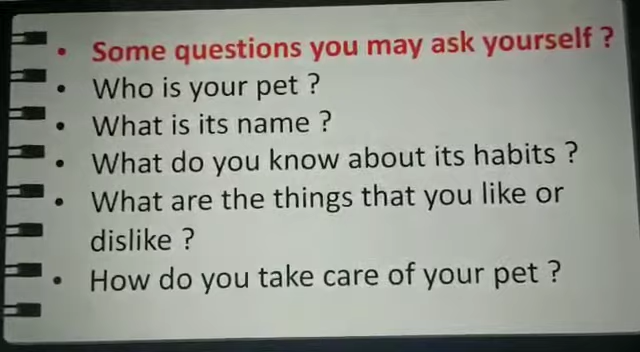 • Some questions you may ask yourself ?
• Who is your pet ?
• What is its name ?
• What do you know about its habits ?
• What are the things that you like or
dislike ?
• How do you take care of your pet ?